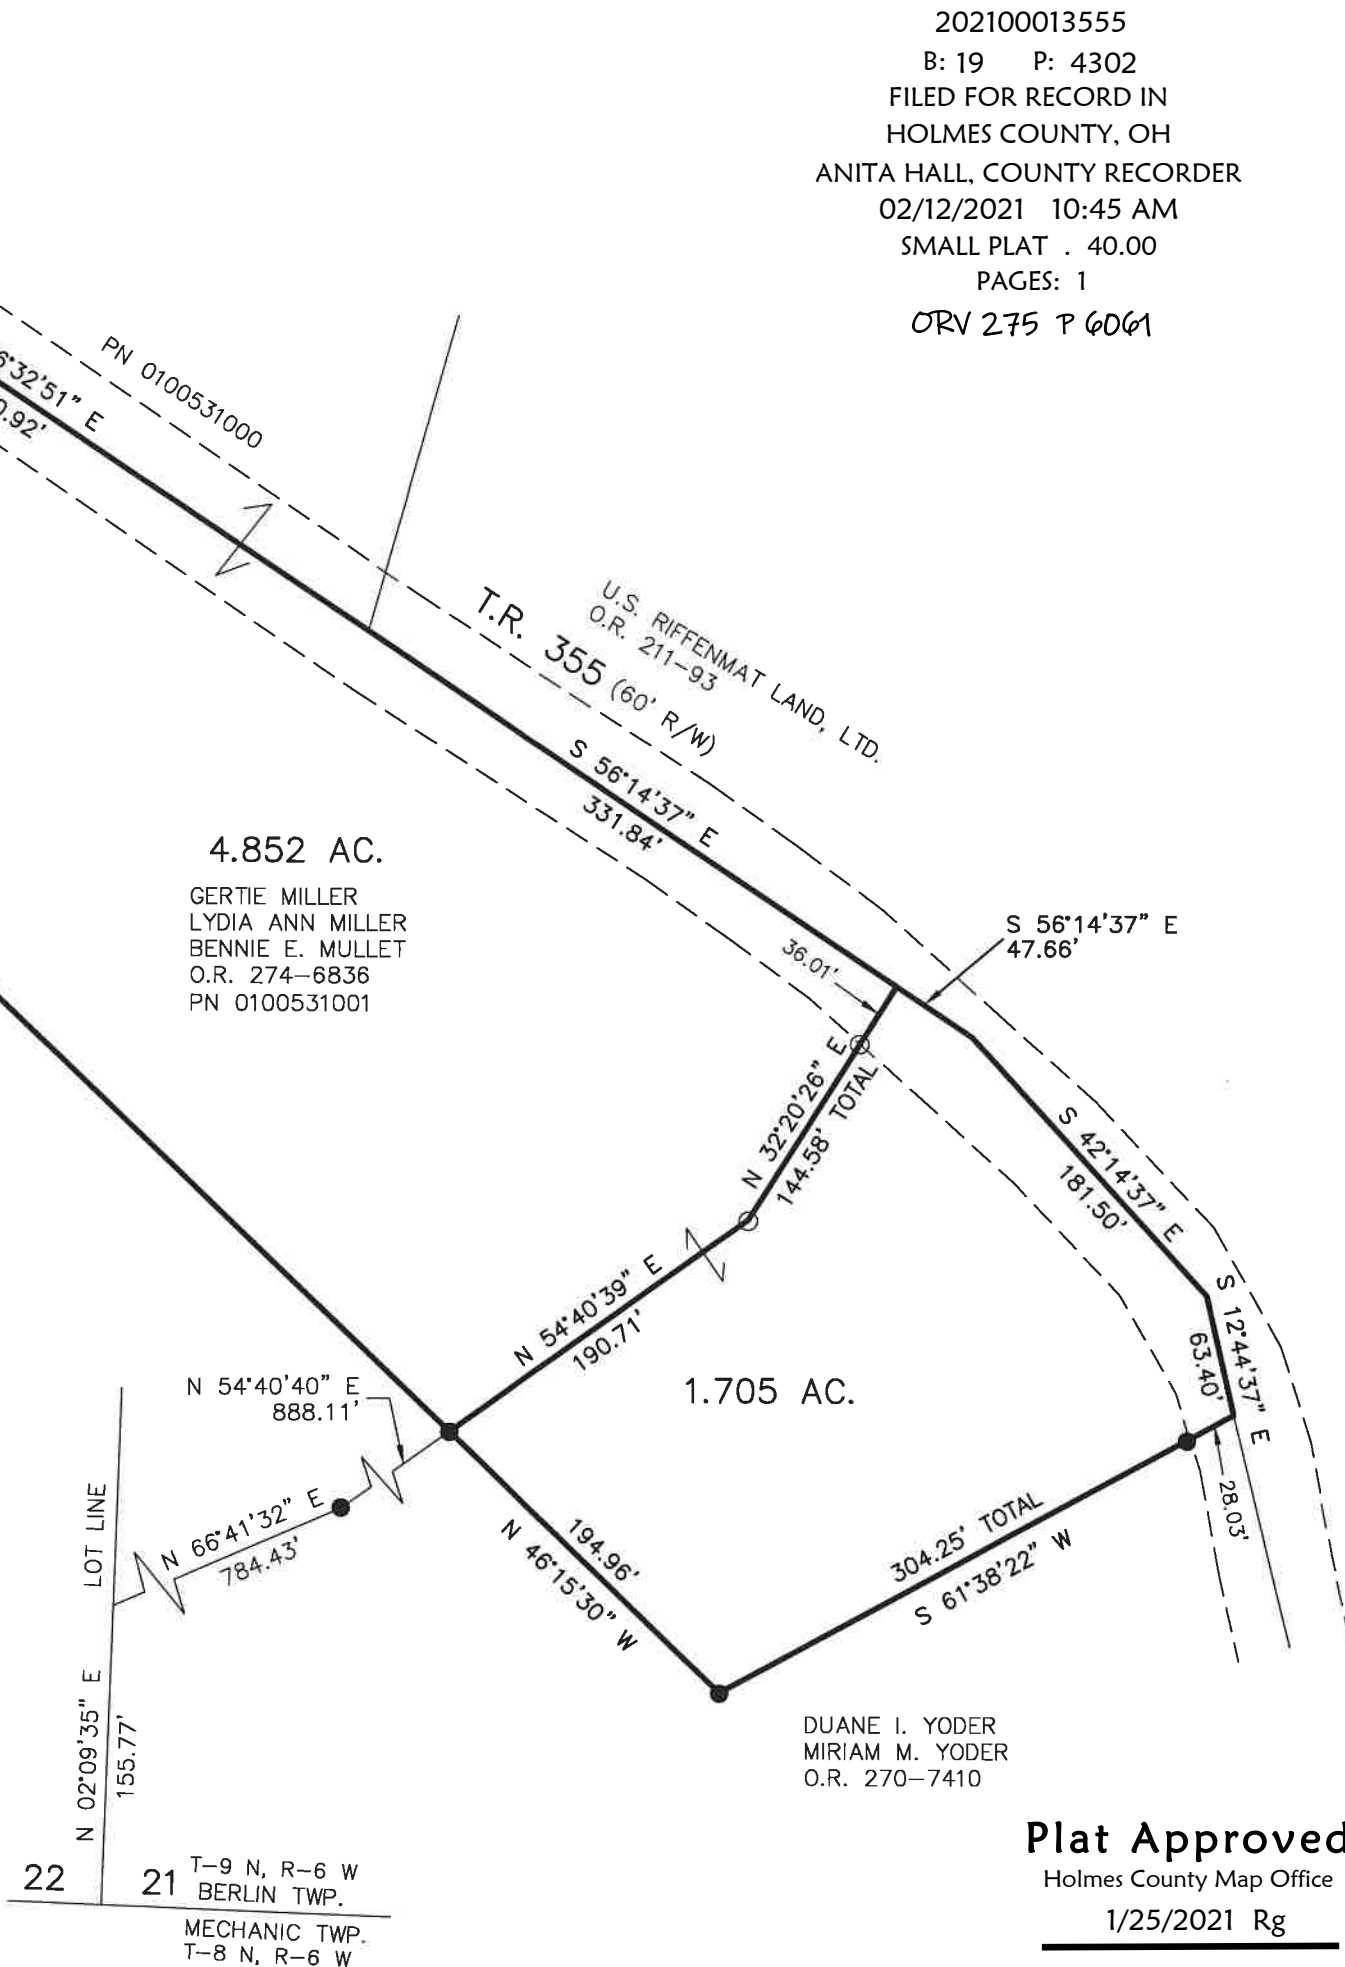 202100013555
B: 19 P: 4302
FILED FOR RECORD IN
HOLMES COUNTY, OH
ANITA HALL, COUNTY RECORDER
02/12/2021 10:45 AM
SMALL PLAT . 40.00
PAGES: 1
ORV 275 P 6061
6°32'51" E
0.92'
PN 0100531000
U.S. RIFFENMAT LAND, LTD.
O.R. 211-93
T.R. 355 (60' R/W)
S 56°14'37" E
331.84'
4.852 AC.
GERTIE MILLER
LYDIA ANN MILLER
BENNIE E. MULLET
O.R. 274-6836
PN 0100531001
S 56°14'37" E
47.66'
36.01'
N 32°20'26" E
144.58' TOTAL
S 42°14'37" E
181.50'
S 12°44'37" E
63.40'
N 54°40'39" E
190.71'
1.705 AC.
N 54°40'40" E
888.11'
N 66°41'32" E
784.43'
LOT LINE
194.96'
N 46°15'30" W
304.25' TOTAL
S 61°38'22" W
28.03'
N 02°09'35" E
155.77'
DUANE I. YODER
MIRIAM M. YODER
O.R. 270-7410
22
21
T-9 N, R-6 W
BERLIN TWP.
MECHANIC TWP.
T-8 N, R-6 W
Plat Approved
Holmes County Map Office
1/25/2021 Rg